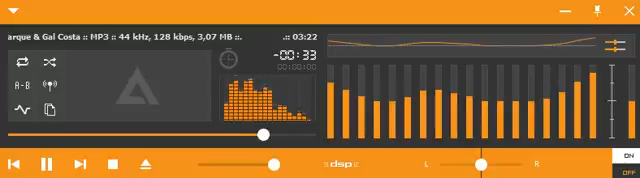 arque & Gal Costa :: MP3 :: 44 kHz, 128 kbps, 3,07 MB ::. .:: 03:22
-00:33
00:00:00
A-B
ON
dsp
L R
OFF